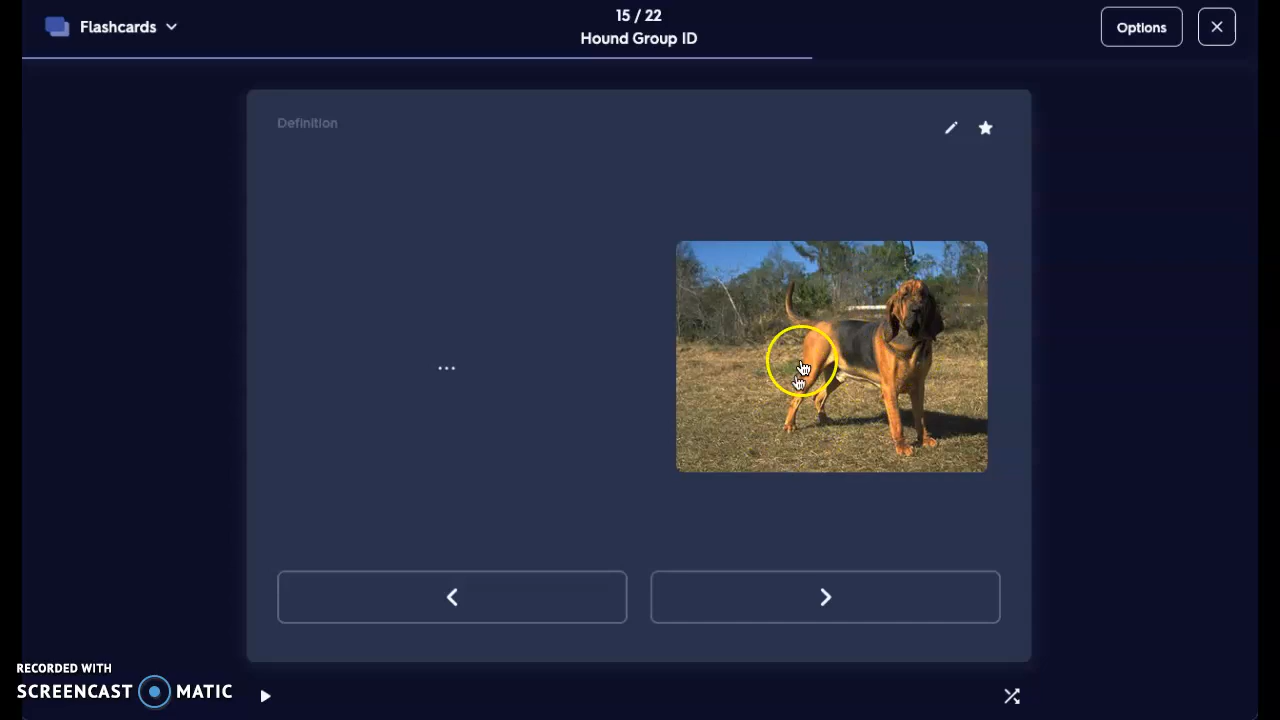 Flashcards
15 / 22
Hound Group ID
Options
Definition
...
RECORDED WITH
SCREENCAST MATIC